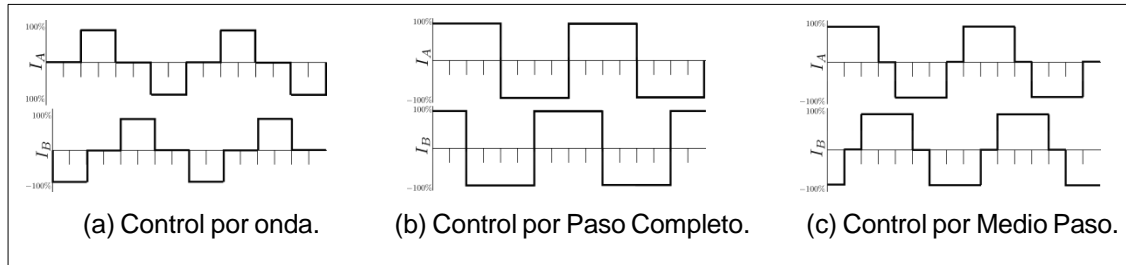 100%
I_A
100%
100%
I_B
−100%
(a) Control por onda.
100%
I_A
−100%
100%
I_B
−100%
(b) Control por Paso Completo.
100%
I_A
−100%
100%
I_B
−100%
(c) Control por Medio Paso.